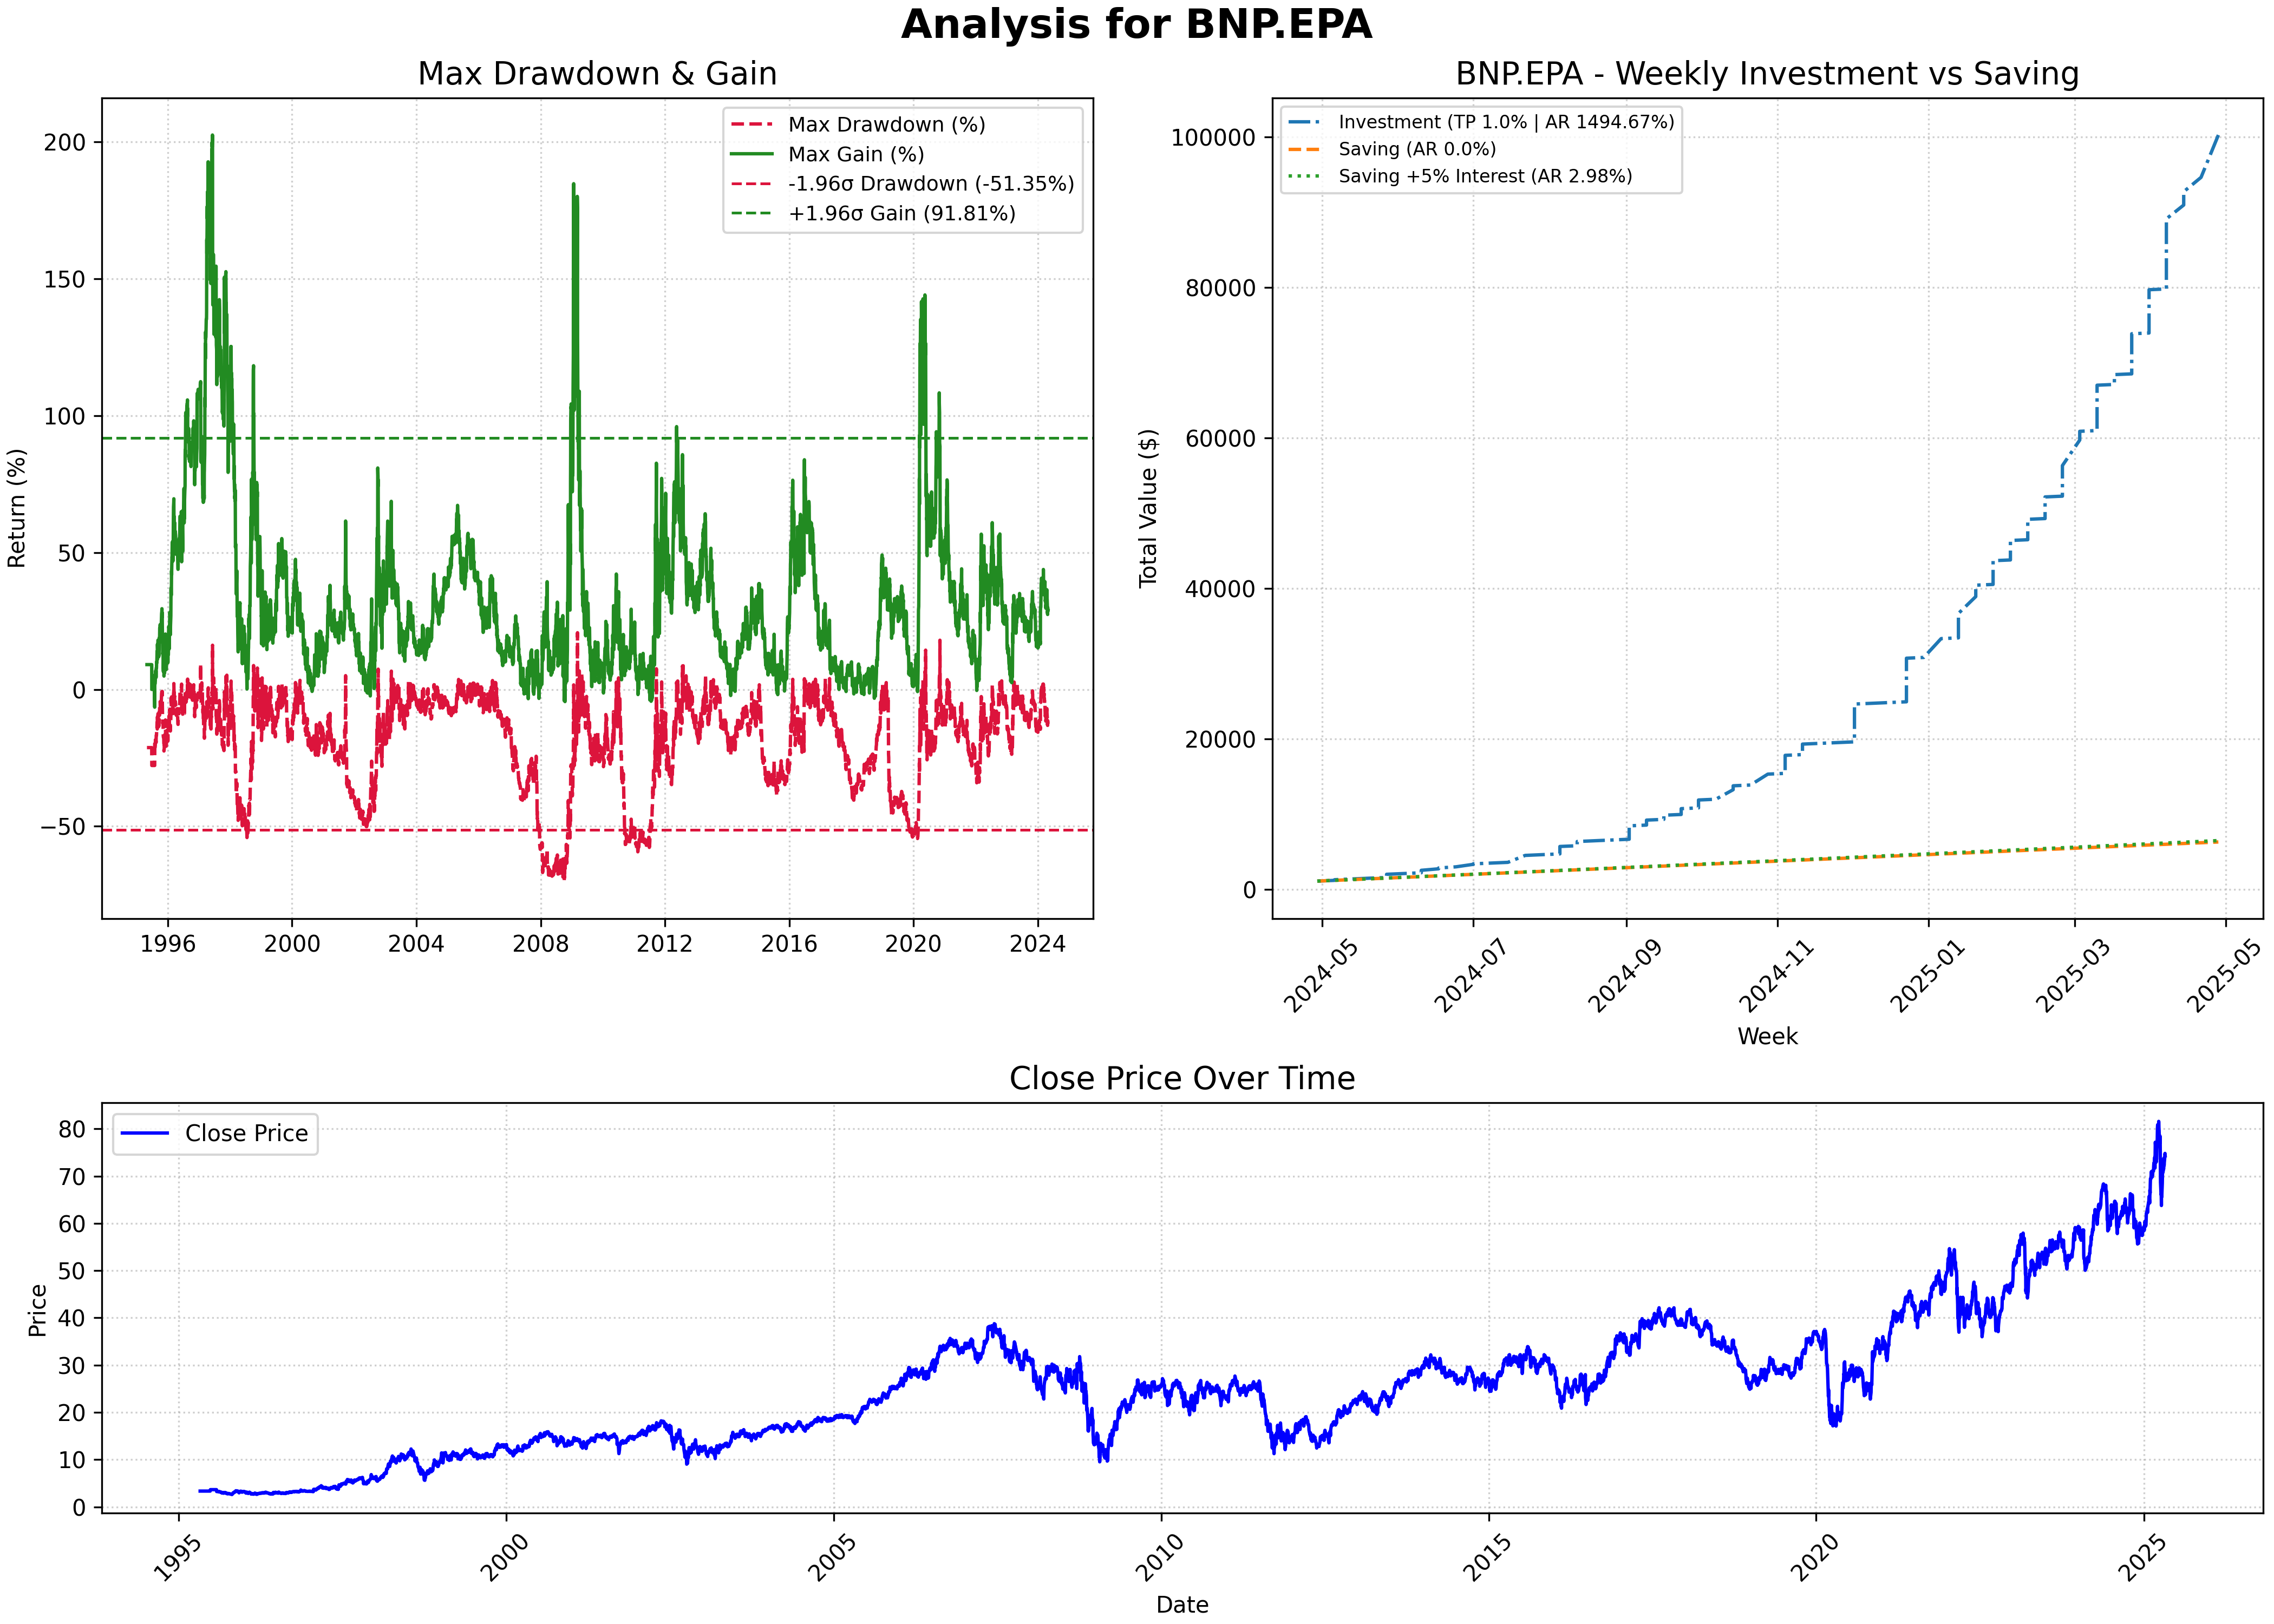 Analysis for BNP.EPA
Max Drawdown & Gain
Return (%)
200
150
100
50
0
−50
1996 2000 2004 2008 2012 2016 2020 2024
Max Drawdown (%)
Max Gain (%)
-1.96σ Drawdown (-51.35%)
+1.96σ Gain (91.81%)
BNP.EPA - Weekly Investment vs Saving
Total Value ($)
100000
80000
60000
40000
20000
0
2024-05 2024-07 2024-09 2024-11 2025-01 2025-03 2025-05
Week
Investment (TP 1.0% | AR 1494.67%)
Saving (AR 0.0%)
Saving +5% Interest (AR 2.98%)
Close Price Over Time
Price
80
70
60
50
40
30
20
10
0
1995 2000 2005 2010 2015 2020 2025
Date
Close Price